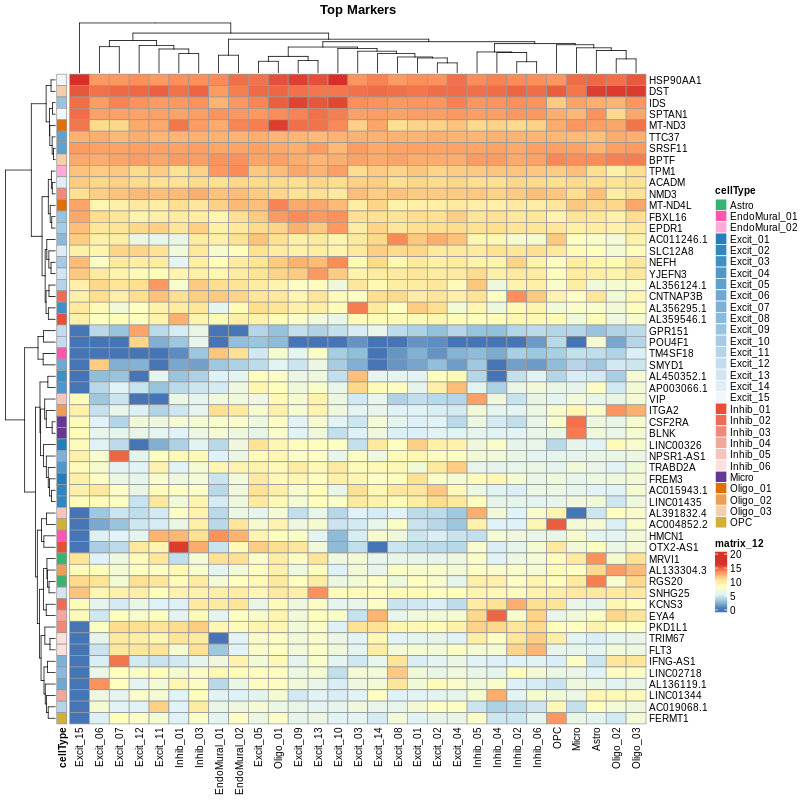 Top Markers
HSP90AA1
DST
IDS
SPTAN1
MT-ND3
TTC37
SRSF11
BPTF
TPM1
ACADM
NMD3
MT-ND4L
FBXL16
EPDR1
AC011246.1
SLC12A8
NEFH
YJEFN3
AL356124.1
CNTNAP3B
AL356295.1
AL359546.1
GPR151
POU4F1
TM4SF18
SMYD1
AL450352.1
AP003066.1
VIP
ITGA2
CSF2RA
BLNK
LINC00326
NPSR1-AS1
TRABD2A
FREM3
AC015943.1
LINC01435
AL391832.4
AC004852.2
HMCN1
OTX2-AS1
MRVI1
AL133304.3
RGS20
SNHG25
KCNS3
EYA4
PKD1L1
TRIM67
FLT3
IFNG-AS1
LINC02718
AL136119.1
LINC01344
AC019068.1
FERMT1
cellType
Excit_15
Excit_06
Excit_07
Excit_12
Excit_11
Inhib_01
Inhib_03
EndoMural_01
EndoMural_02
Excit_05
Oligo_01
Excit_09
Excit_13
Excit_10
Excit_03
Excit_14
Excit_08
Excit_01
Excit_02
Excit_04
Inhib_05
Inhib_04
Inhib_02
Inhib_06
OPC
Micro
Astro
Oligo_02
Oligo_03
cellType
Astro
EndoMural_01
EndoMural_02
Excit_01
Excit_02
Excit_03
Excit_04
Excit_05
Excit_06
Excit_07
Excit_08
Excit_09
Excit_10
Excit_11
Excit_12
Excit_13
Excit_14
Excit_15
Inhib_01
Inhib_02
Inhib_03
Inhib_04
Inhib_05
Inhib_06
Micro
Oligo_01
Oligo_02
Oligo_03
OPC
matrix_12
20
15
10
5
0